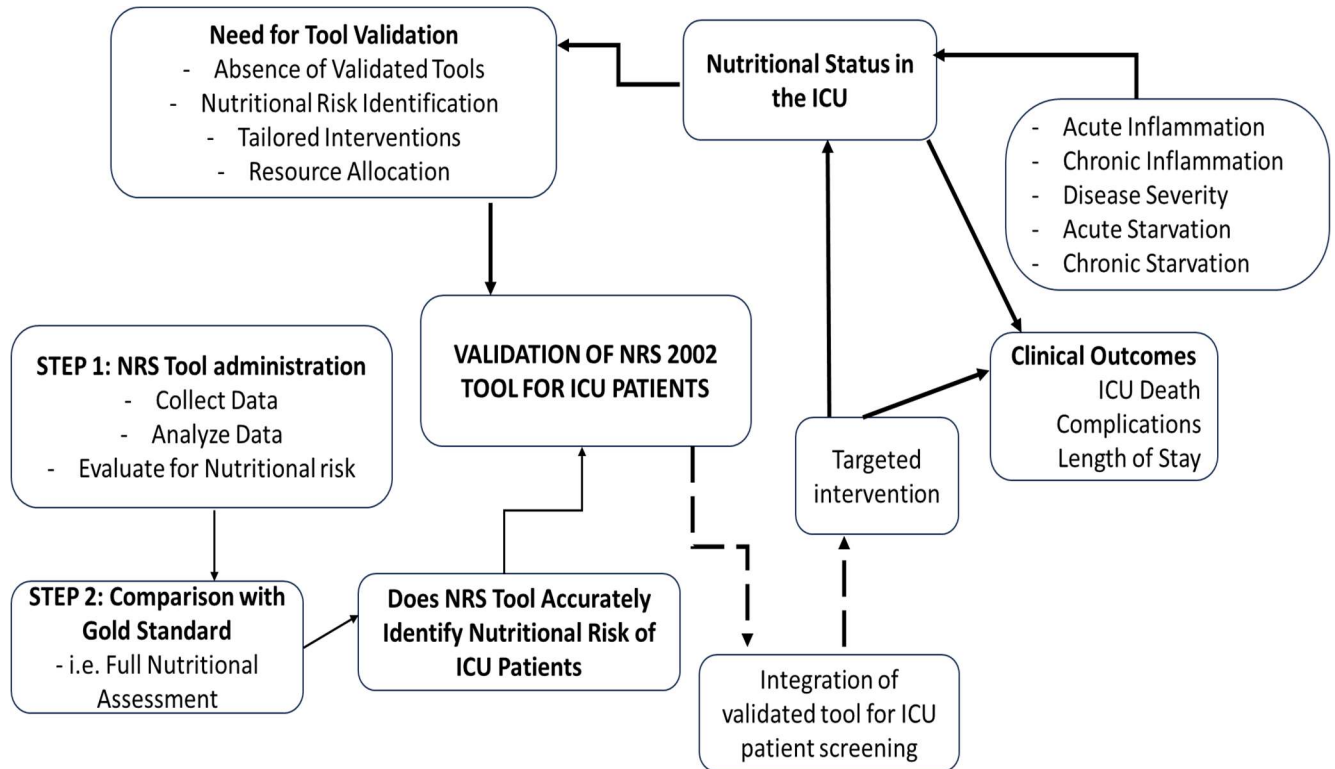 Need for Tool Validation
- Absence of Validated Tools
- Nutritional Risk Identification
- Tailored Interventions
- Resource Allocation
Nutritional Status in
the ICU
- Acute Inflammation
- Chronic Inflammation
- Disease Severity
- Acute Starvation
- Chronic Starvation
STEP 1: NRS Tool administration
- Collect Data
- Analyze Data
- Evaluate for Nutritional risk
VALIDATION OF NRS 2002
TOOL FOR ICU PATIENTS
Clinical Outcomes
ICU Death
Complications
Length of Stay
Targeted
intervention
STEP 2: Comparison with
Gold Standard
- i.e. Full Nutritional
Assessment
Does NRS Tool Accurately
Identify Nutritional Risk of
ICU Patients
Integration of
validated tool for ICU
patient screening